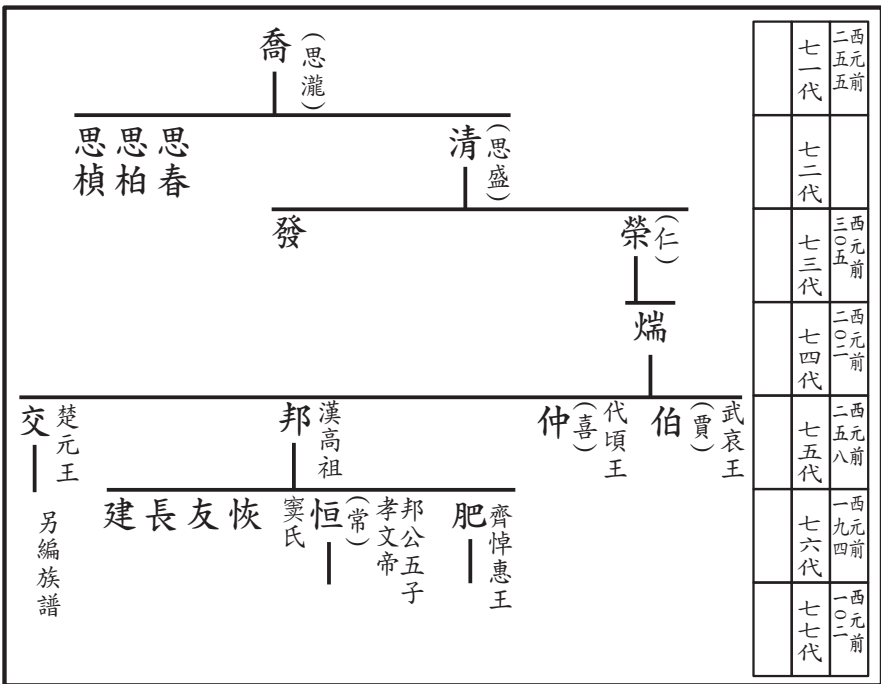 西元前二五五
七一代
七二代
西元前三0五
七三代
西元前二0二
七四代
西元前二五八
七五代
西元前一九四
七六代
西元前一0二
七七代
喬
(思瀧)
清
(思盛)
思春
思柏
思楨
榮
(仁)
發
煓
武哀王
伯
(賈)
代頃王
仲
(喜)
漢高祖
邦
楚元王
交
齊悼惠王
肥
邦公五子
孝文帝
(常)
恒
竇氏
恢
友
長
建
另編族譜